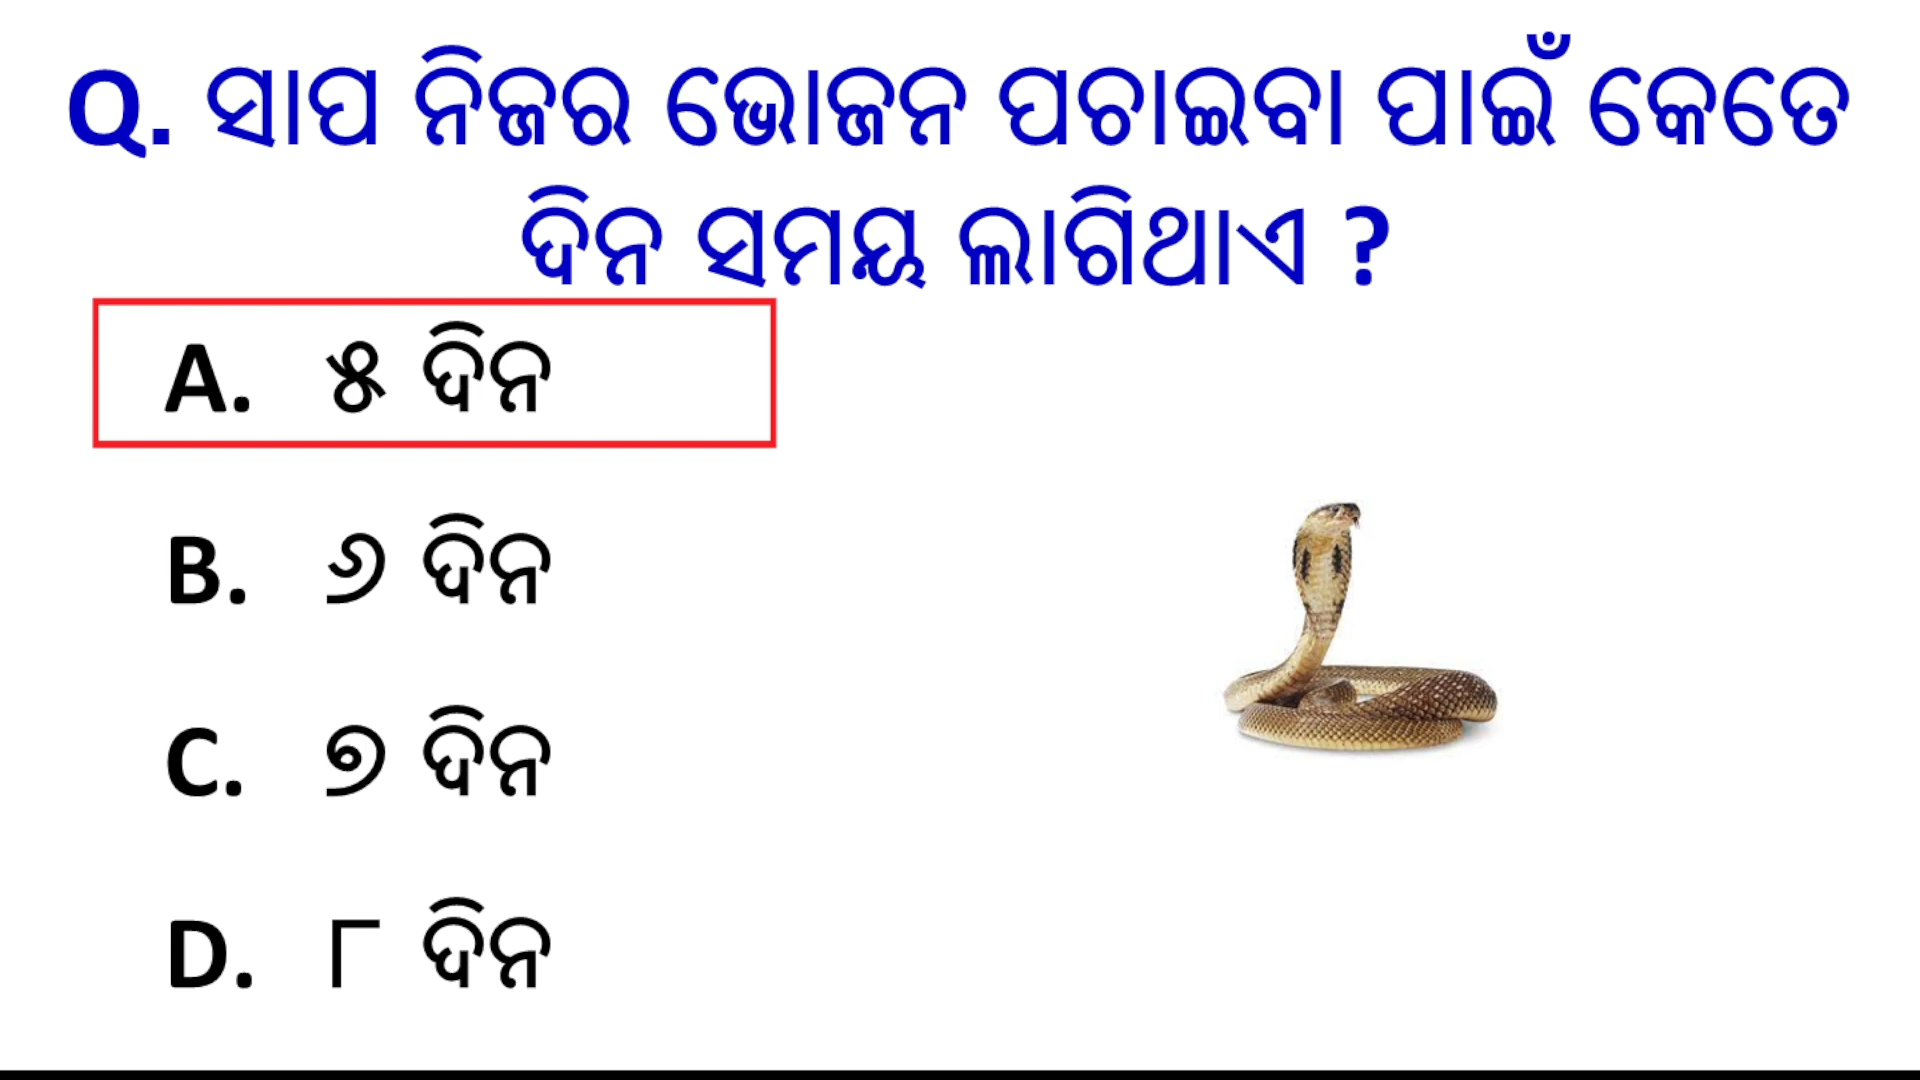 Q. ସାପ ନିଜର ଭୋଜନ ପଚାଇବା ପାଇଁ କେତେ
ଦିନ ସମୟ ଲାଗିଥାଏ ?
A. ୫ ଦିନ
B. ୬ ଦିନ
C. ୭ ଦିନ
D. ୮ ଦିନ